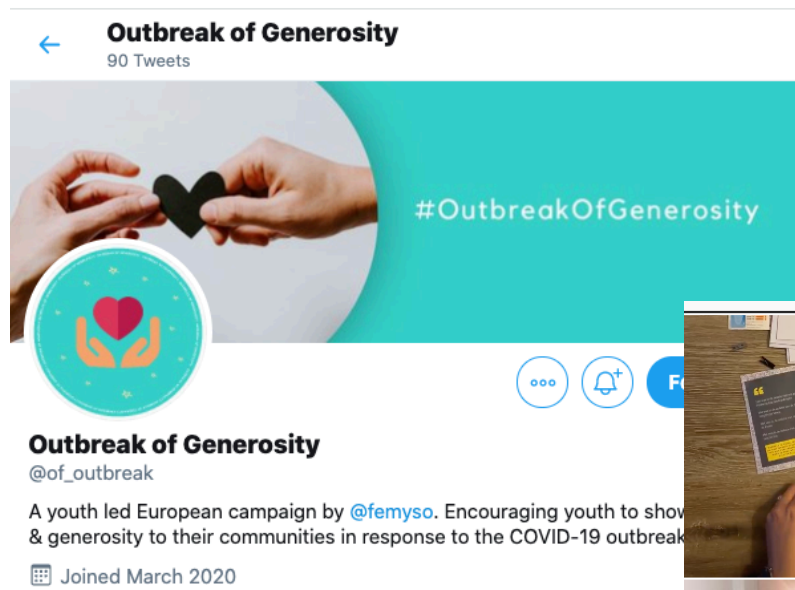 Outbreak of Generosity
90 Tweets
#OutbreakOfGenerosity
Outbreak of Generosity
@of_outbreak
A youth led European campaign by @femyso. Encouraging youth to show
& generosity to their communities in response to the COVID-19 outbreak
Joined March 2020